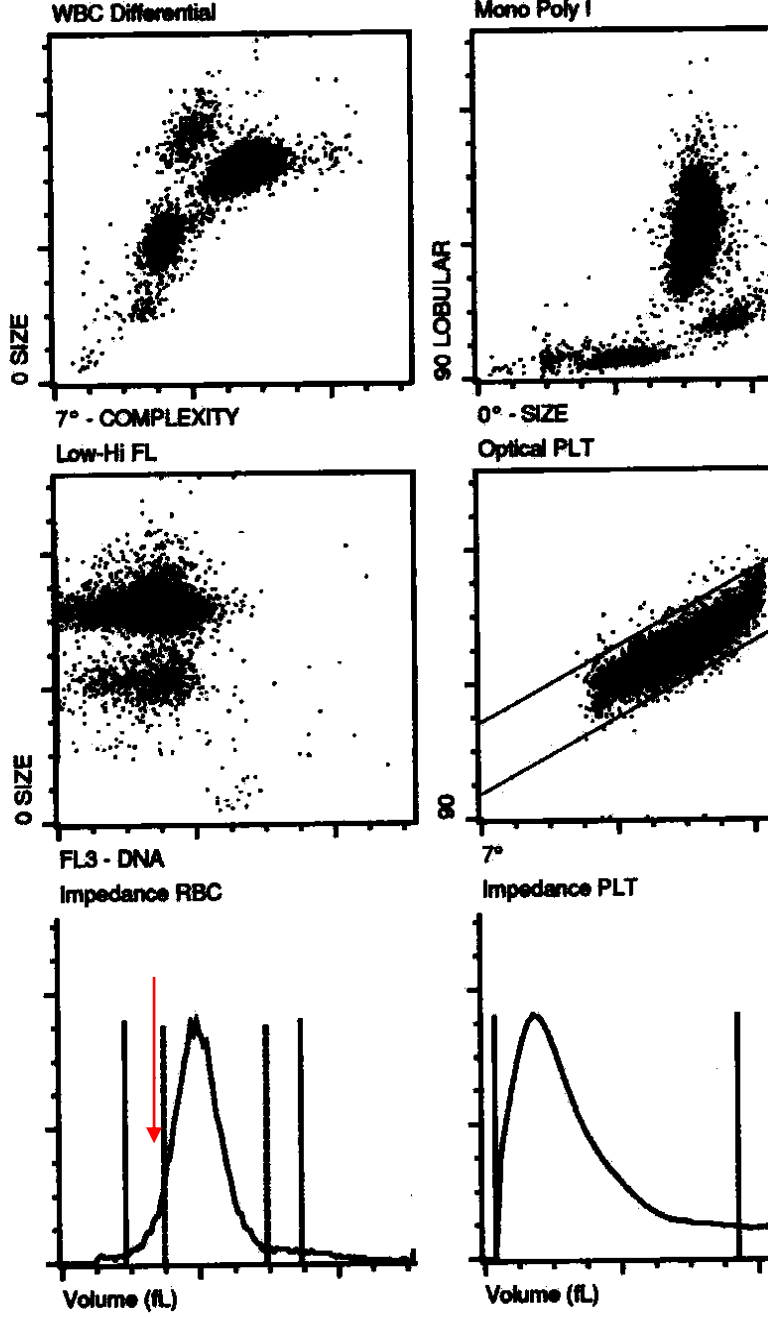 WBC Differential
Mono Poly I
0 SIZE
90 LOBULAR
7° - COMPLEXITY
0° - SIZE
Low-Hi FL
Optical PLT
0 SIZE
90
FL3 - DNA
7°
Impedance RBC
Impedance PLT
Volume (fL)
Volume (fL)